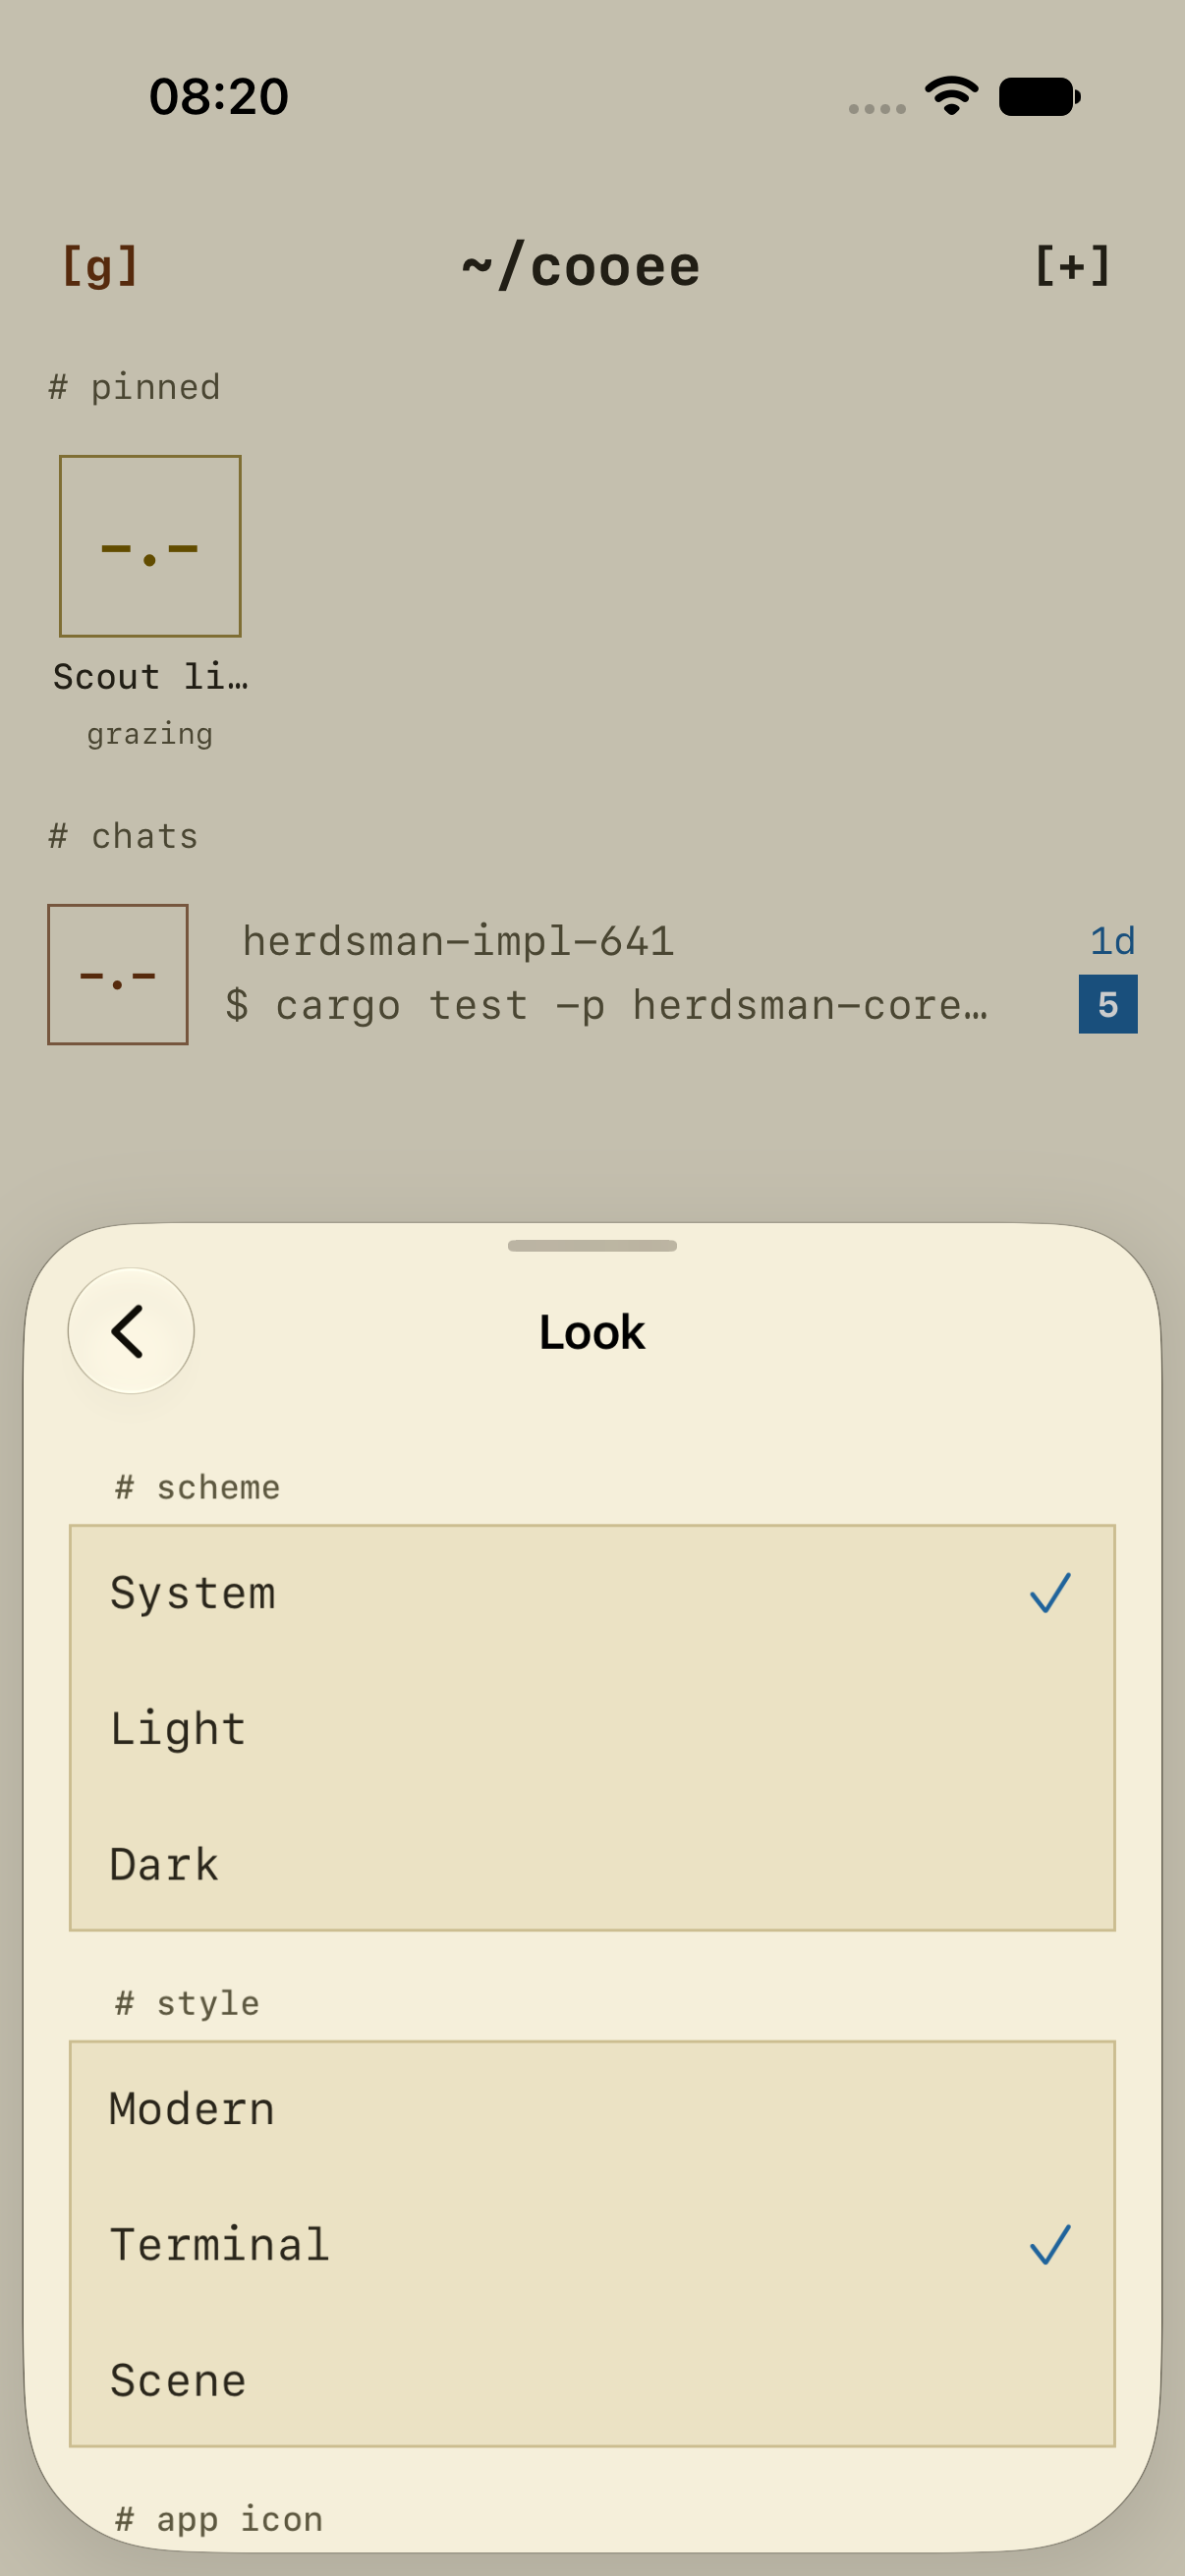 08:20
[g] ~/cooee [+]
# pinned
-.-
Scout li…
grazing
# chats
-.-
herdsman-impl-641 1d
$ cargo test -p herdsman-core… 5
Look
# scheme
System
Light
Dark
# style
Modern
Terminal
Scene
# app icon